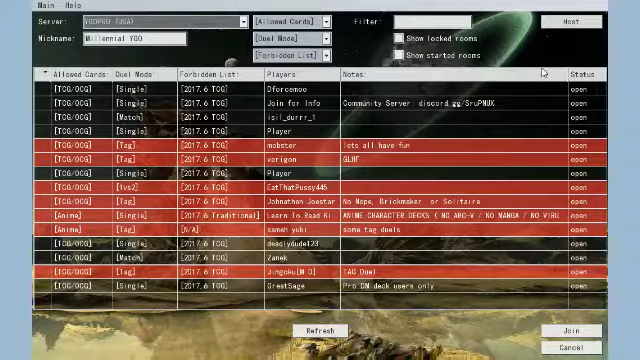 Main Help
Server: YGOPRO (USA) [Allowed Cards] Filter: Host
Nickname: Millennial YGO [Duel Mode] Show locked rooms
[Forbidden List] Show started rooms
Allowed Cards: Duel Mode: Forbidden List: Players: Notes: Status
[TCG/OCG] [Single] [2017.6 TCG] Dforcemoo open
[TCG/OCG] [Single] [2017.6 TCG] Join for Info Community Server: discord.gg/SruPNUX open
[TCG/OCG] [Match] [2017.6 TCG] isil_durrr_1 open
[TCG/OCG] [Single] [2017.6 TCG] Player open
[TCG/OCG] [Tag] [2017.6 TCG] mobster lets all have fun open
[TCG/OCG] [Tag] [2017.6 TCG] verigon GLHF open
[TCG/OCG] [Single] [2017.6 TCG] Player open
[TCG/OCG] [1vs2] [2017.6 TCG] EatThatPussy445 open
[TCG/OCG] [Tag] [2017.6 TCG] Johnathen Joestar No Nope, Brickmaker or Solitaire open
[Anime] [Single] [2017.6 Traditional] Learn To Read Ki ANIME CHARACTER DECKS ( NO ARC-V / NO MANGA / NO VIRU open
[Anime] [Tag] [N/A] sameh yuki some tag duels open
[TCG/OCG] [Single] [2017.6 TCG] deadlydude123 open
[TCG/OCG] [Match] [2017.6 TCG] Zanek open
[TCG/OCG] [Tag] [2017.6 TCG] Jingoku[M D] TAG Duel open
[TCG/OCG] [Single] [2017.6 TCG] GrestSage Pro DM deck users only open
Refresh Join
Cancel